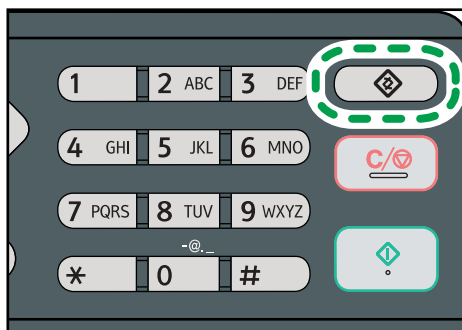 1 2 ABC 3 DEF
4 GHI 5 JKL 6 MNO C/
7 PQRS 8 TUV 9 WXYZ
-@._
* 0 #